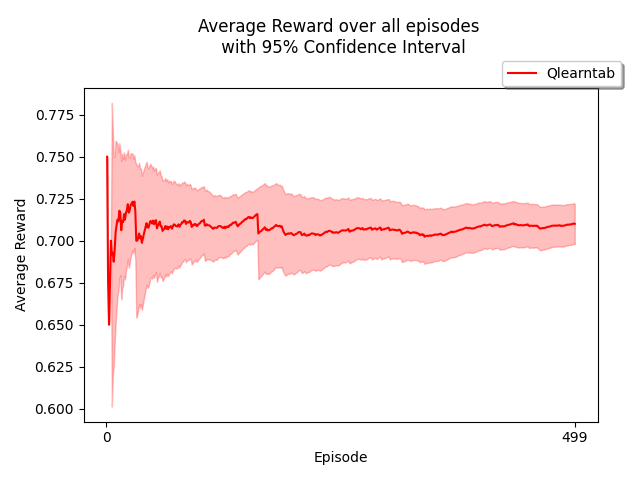 Average Reward over all episodes
with 95% Confidence Interval
Qlearntab
0.775
0.750
0.725
0.700
0.675
0.650
0.625
0.600
Average Reward
0
499
Episode